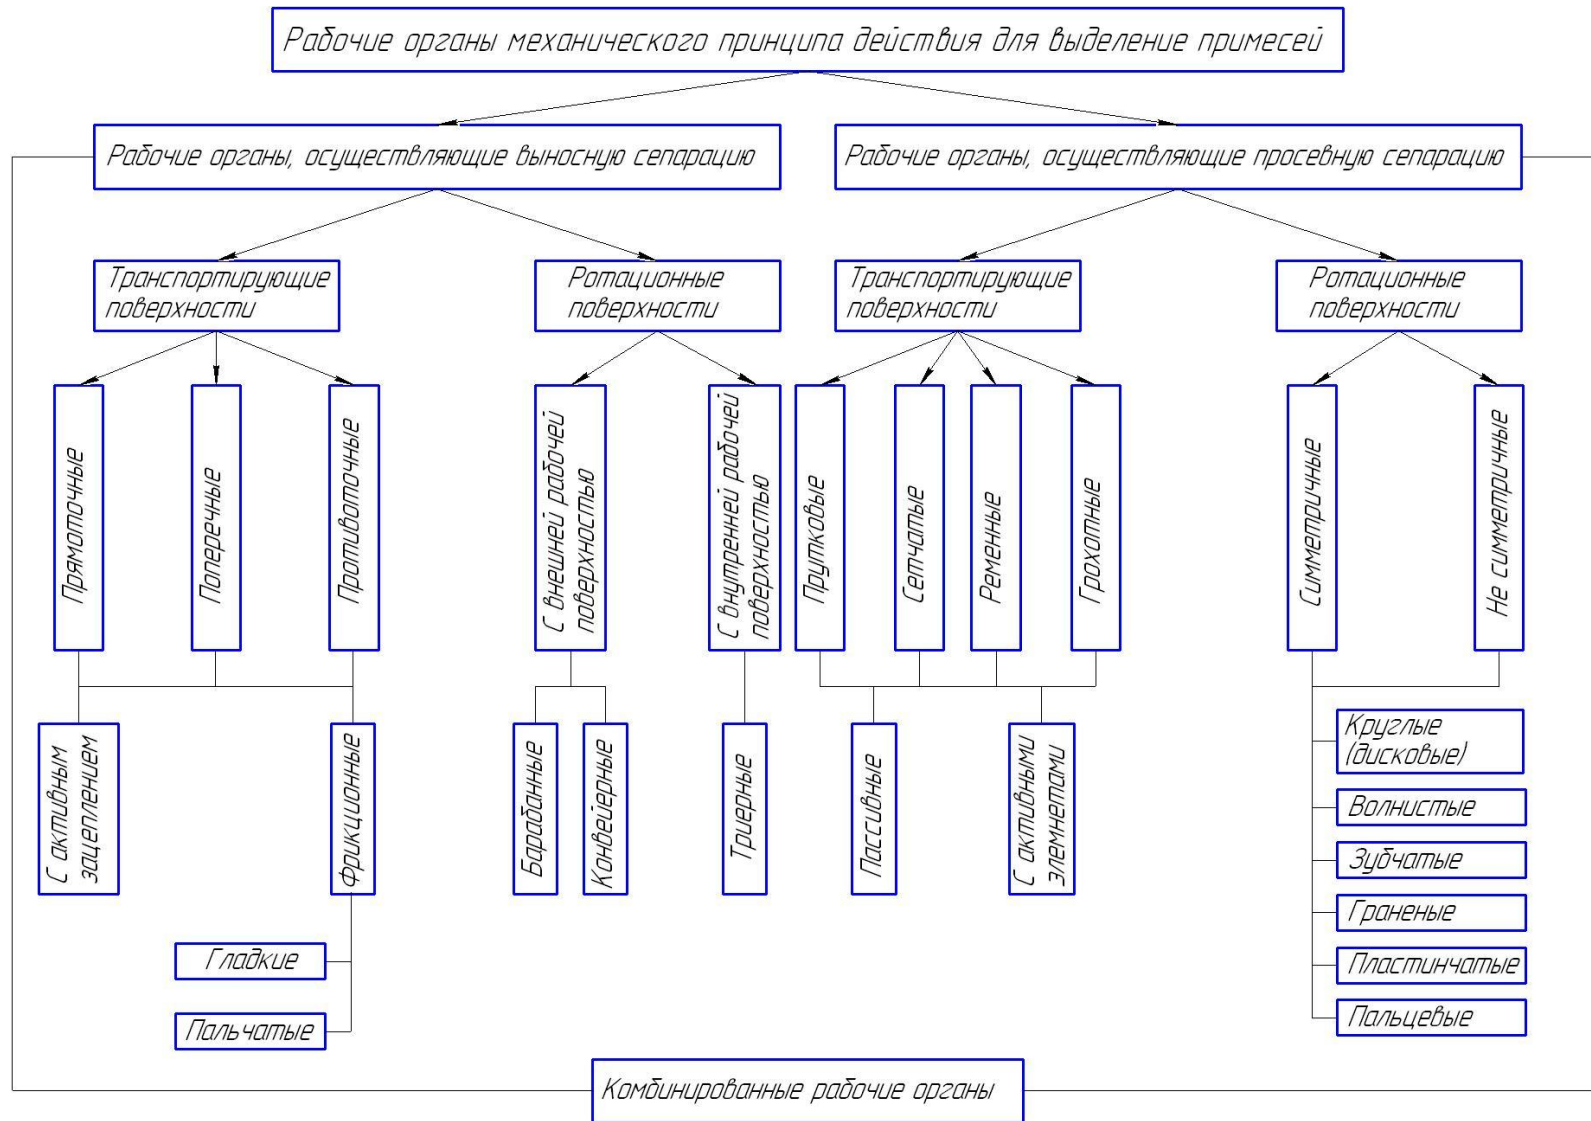 Рабочие органы механического принципа действия для выделение примесей
Рабочие органы, осуществляющие выносную сепарацию
Рабочие органы, осуществляющие просевную сепарацию
Транспортирующие
поверхности
Ротационные
поверхности
Транспортирующие
поверхности
Ротационные
поверхности
Прямоточные
Поперечные
Противоточные
С внешней рабочей
поверхностью
С внутренней рабочей
поверхностью
Прутковые
Сетчатые
Ременные
Грохотные
Симметричные
Не симметричные
С активным
зацеплением
Фрикционные
Барабанные
Конвейерные
Триерные
Пассивные
С активными
элемнетами
Круглые
(дисковые)
Волнистые
Зубчатые
Граненые
Пластинчатые
Пальцевые
Гладкие
Пальчатые
Комбинированные рабочие органы